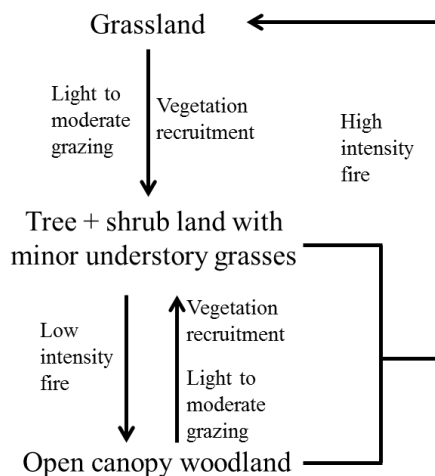 Grassland
Light to
moderate
grazing
Vegetation
recruitment
High
intensity
fire
Tree + shrub land with
minor understory grasses
Low
intensity
fire
Vegetation
recruitment
Light to
moderate
grazing
Open canopy woodland